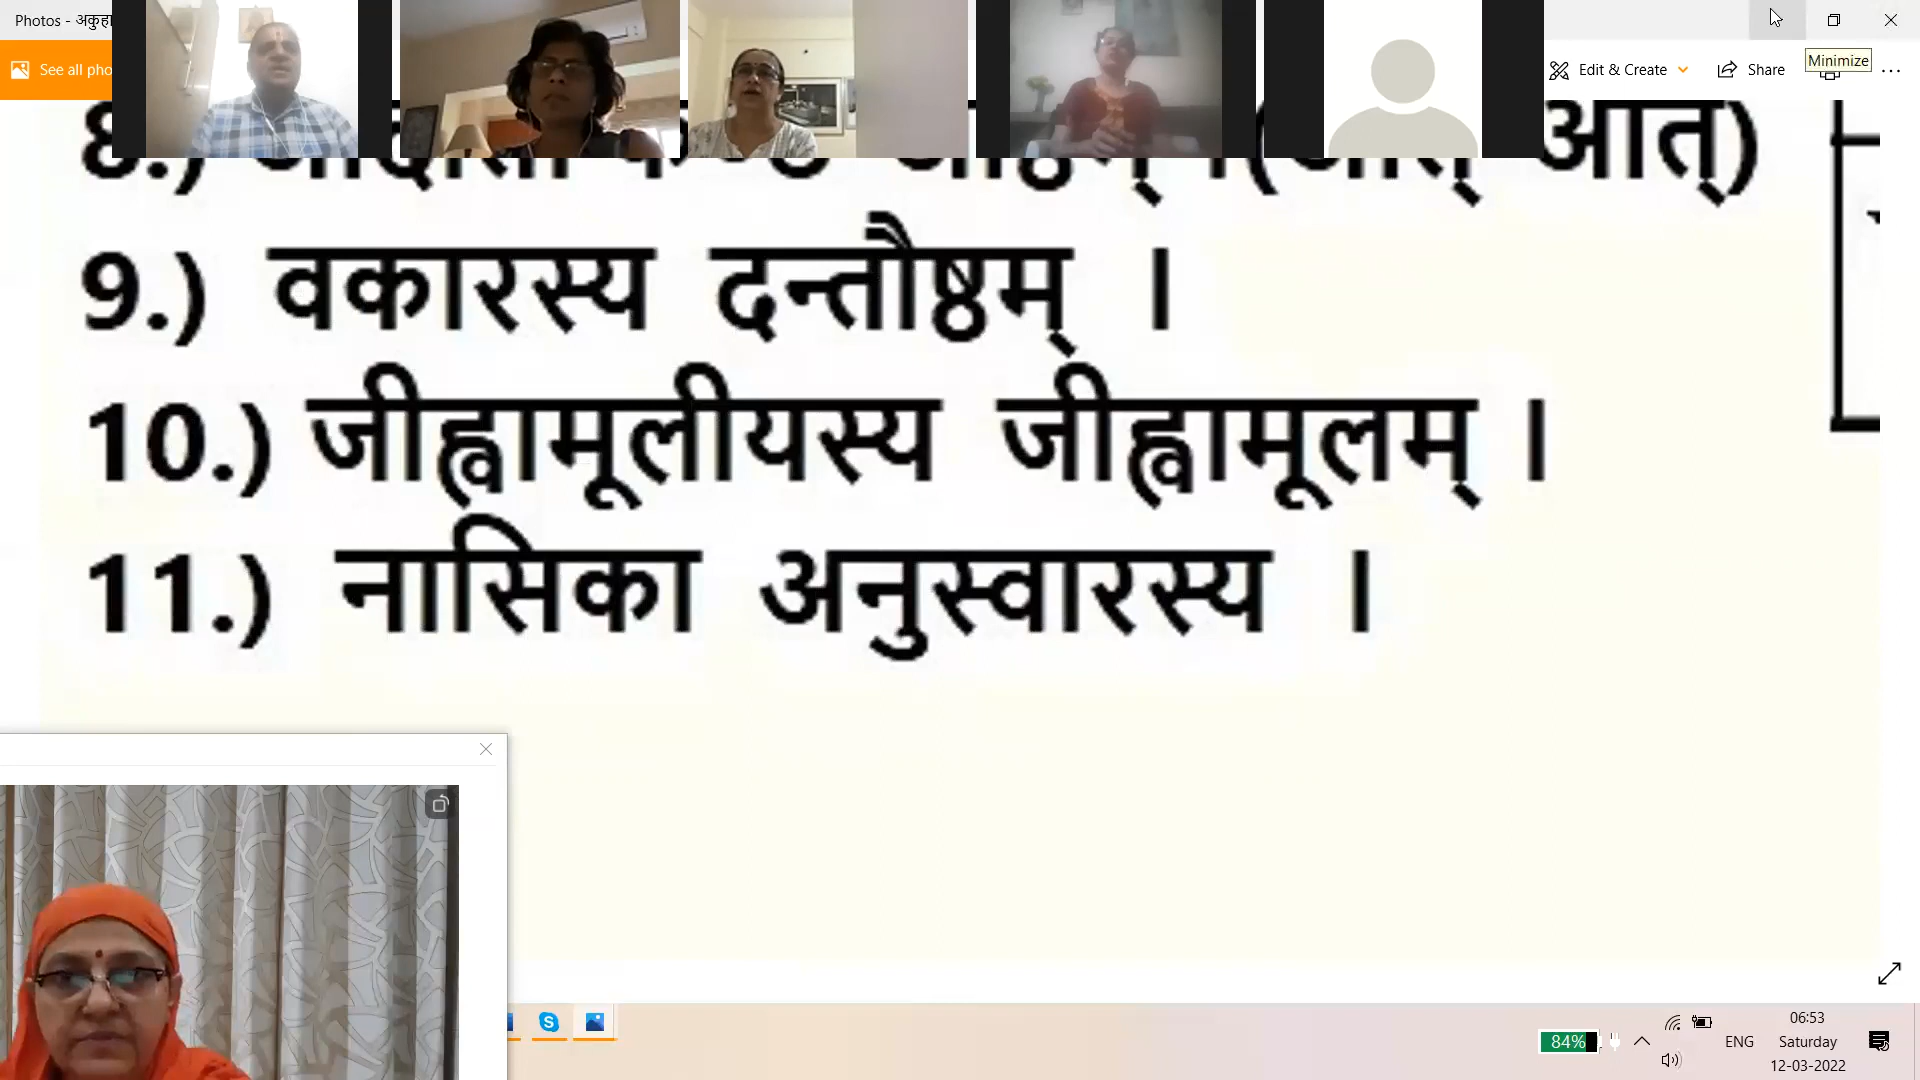 Photos - अकुहा
Minimize
See all pho
Edit & Create
Share
आत्)
9.) वकारस्य दन्तौष्ठम् ।
10.) जीह्वामूलीयस्य जीह्वामूलम् ।
11.) नासिका अनुस्वारस्य ।
84%
ENG
06:53
Saturday
12-03-2022